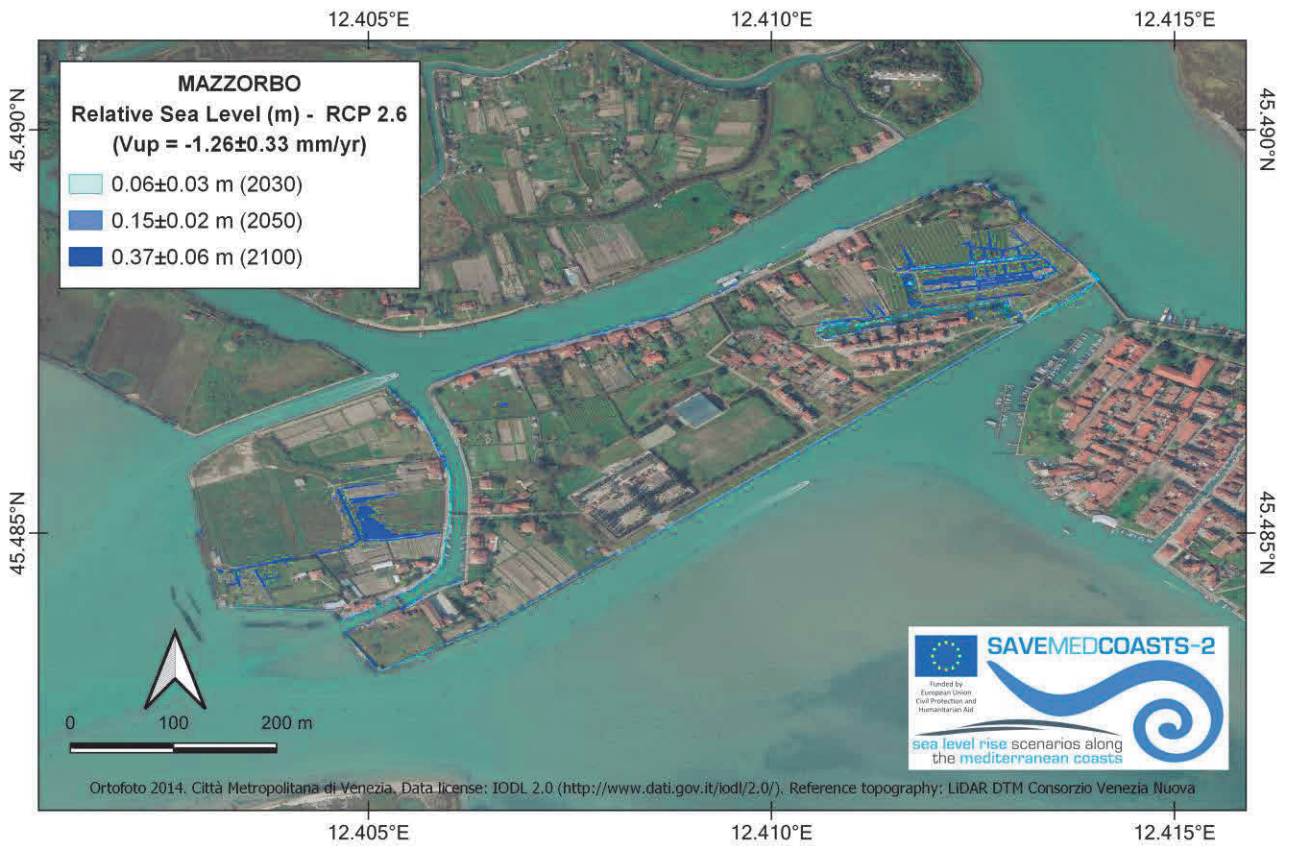 12.405°E 12.410°E 12.415°E
MAZZORBO
Relative Sea Level (m) - RCP 2.6
(Vup = -1.26±0.33 mm/yr)
0.06±0.03 m (2030)
0.15±0.02 m (2050)
0.37±0.06 m (2100)
45.490°N
45.490°N
45.485°N
45.485°N
0 100 200 m
SAVEMEDCOASTS-2
Funded by
European Union
Civil Protection and
Humanitarian Aid
sea level rise scenarios along
the mediterranean coasts
Ortofoto 2014. Città Metropolitana di Venezia. Data license: IODL 2.0 (http://www.dati.gov.it/iodl/2.0/). Reference topography: LiDAR DTM Consorzio Venezia Nuova
12.405°E 12.410°E 12.415°E